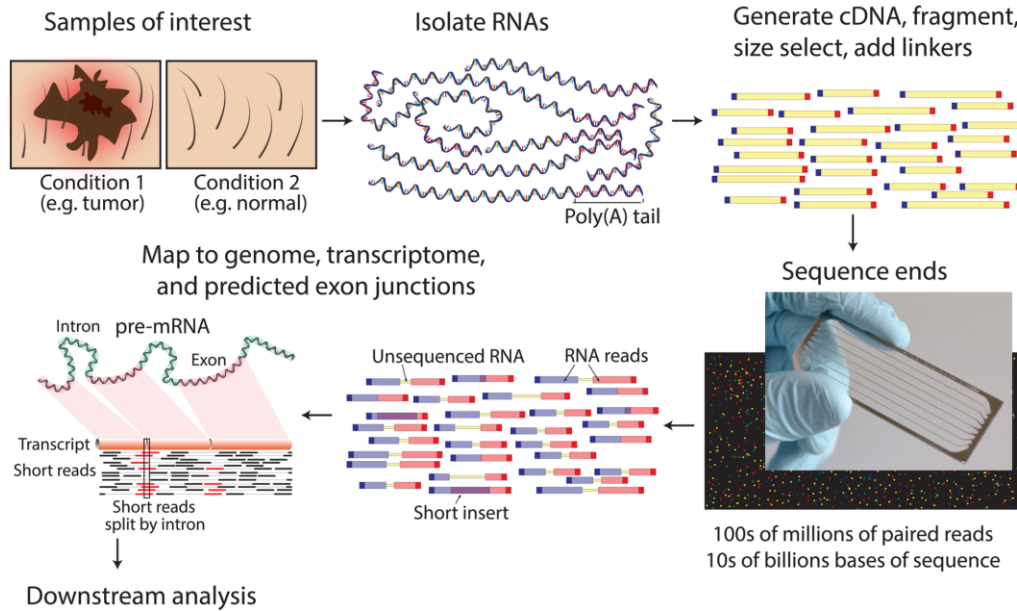 Samples of interest
Isolate RNAs
Generate cDNA, fragment,
size select, add linkers
Condition 1
(e.g. tumor)
Condition 2
(e.g. normal)
Poly(A) tail
Map to genome, transcriptome,
and predicted exon junctions
Sequence ends
Intron
pre-mRNA
Exon
Unsequenced RNA
RNA reads
Transcript
Short reads
Short reads
split by intron
Short insert
100s of millions of paired reads
10s of billions bases of sequence
Downstream analysis